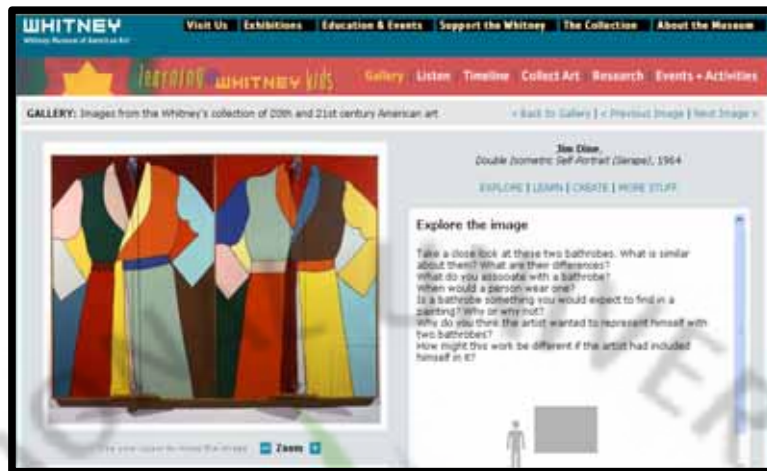 WHITNEY
Whitney Museum of American Art
Visit Us Exhibitions Education & Events Support the Whitney The Collection About the Museum
learning WHITNEY kids
Gallery Listen Timeline Collect Art Research Events + Activities
GALLERY: Images from the Whitney's collection of 20th and 21st century American art
< Back to Gallery | < Previous Image | Next Image >
Jim Dine,
Double Isometric Self-Portrait (Serape), 1964
EXPLORE | LEARN | CREATE | MORE STUFF
Explore the image
Take a close look at these two bathrobes. What is similar
about them? What are their differences?
What do you associate with a bathrobe?
When would a person wear one?
Is a bathrobe something you would expect to find in a
painting? Why or why not?
Why do you think the artist wanted to represent himself with
two bathrobes?
How might this work be different if the artist had included
himself in it?
Zoom